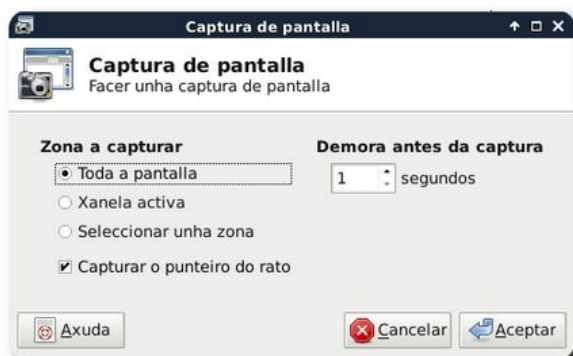 Captura de pantalla
Captura de pantalla
Facer unha captura de pantalla
Zona a capturar
Toda a pantalla
Xanela activa
Seleccionar unha zona
Capturar o punteiro do rato
Demora antes da captura
1 segundos
Axuda
Cancelar
Aceptar